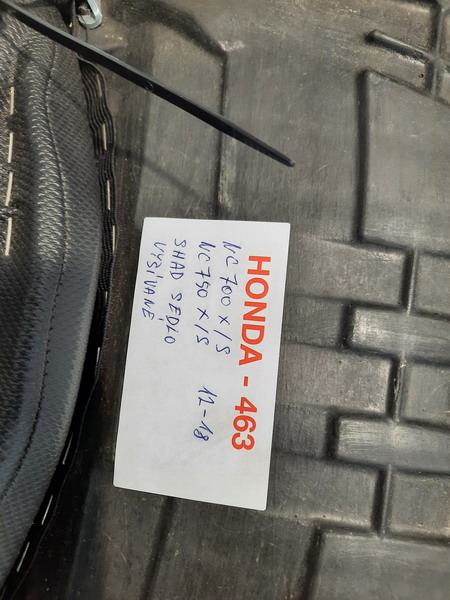 HONDA - 463
NC 700 X/S
NC 750 X/S 12-18
SHAD SEDLO
VYŠÍVANÉ